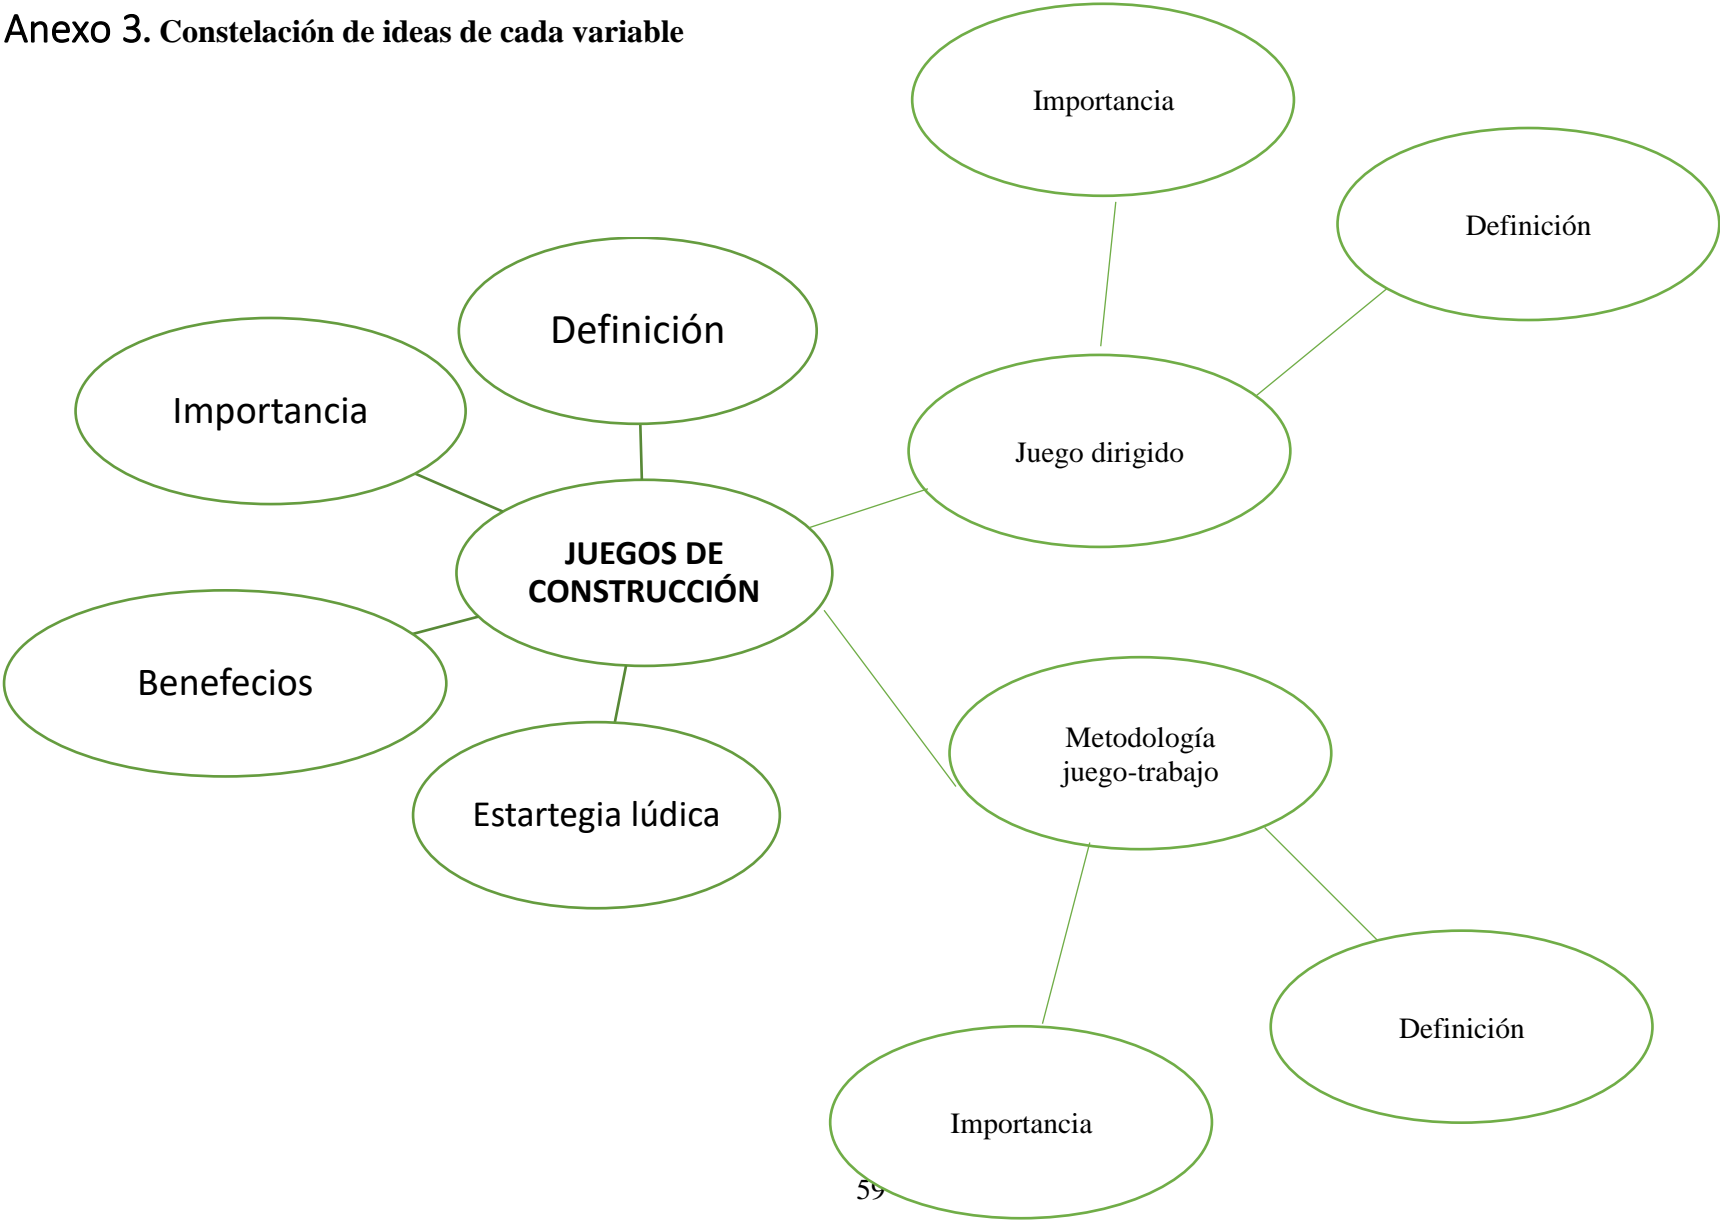 Anexo 3. Constelación de ideas de cada variable
Importancia
Definición
Definición
Importancia
Juego dirigido
JUEGOS DE
CONSTRUCCIÓN
Benefecios
Metodología
juego-trabajo
Estartegia lúdica
Definición
Importancia
59